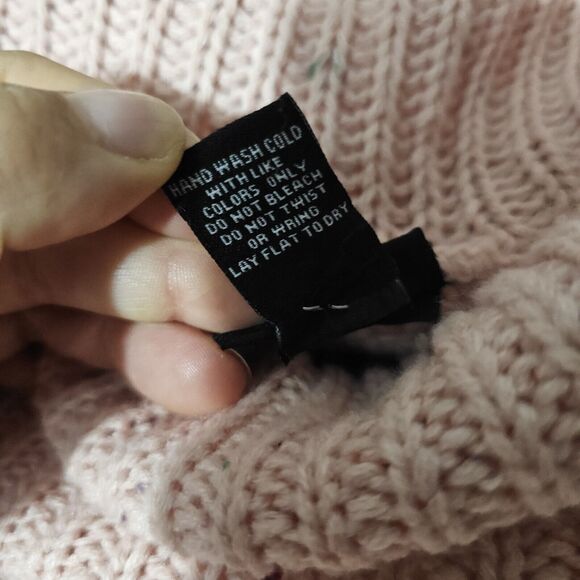 HAND WASH COLD
WITH LIKE
COLORS ONLY
DO NOT BLEACH
DO NOT TWIST
OR WRING
LAY FLAT TO DRY